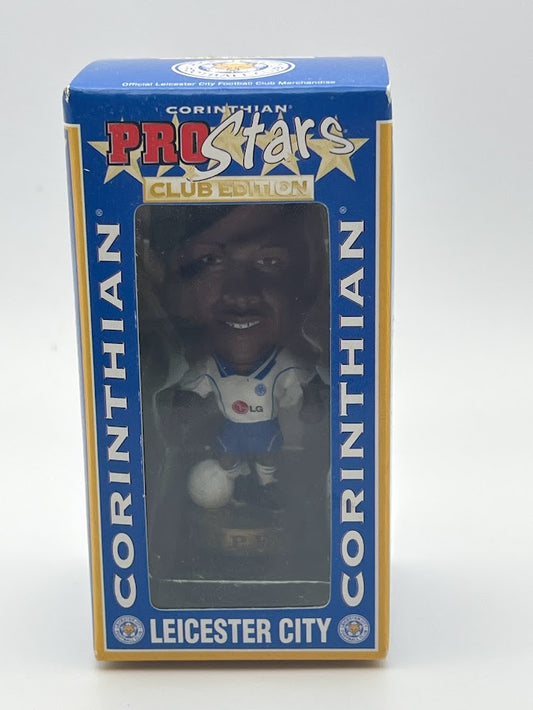 Official Leicester City Football Club Merchandise
CORINTHIAN®
PRO Stars
CLUB EDITION
CORINTHIAN®
CORINTHIAN®
LG
LEICESTER CITY